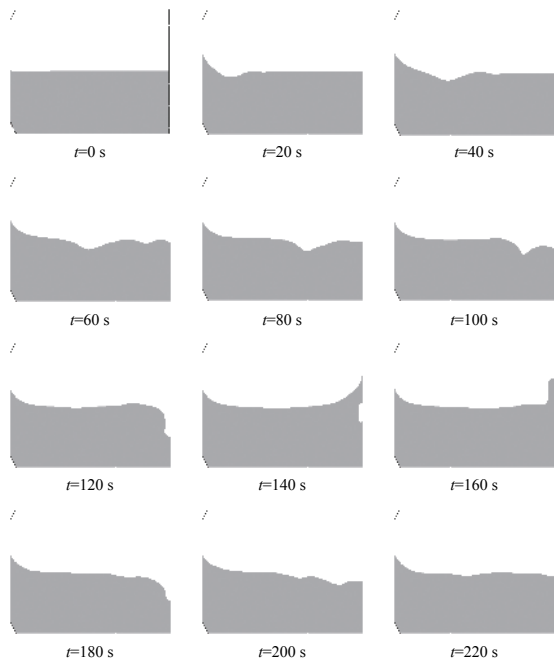 t=0 s
t=20 s
t=40 s
t=60 s
t=80 s
t=100 s
t=120 s
t=140 s
t=160 s
t=180 s
t=200 s
t=220 s